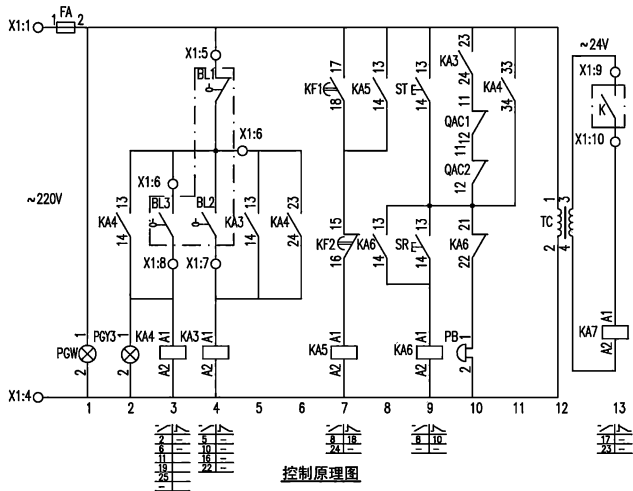 FA
X1:1 1 2
X1:5
BL1
X1:6
X1:6
BL3 BL2
~220V
KA4 13 14
KA3 13 14
KA4 23 24
X1:8 X1:7
PGW 1 2
PGY3 1 2
KA4 A1 A2
KA3 A1 A2
KF1 17 18
KA5 13 14
ST 13 14
KA3 23 24
KA4 33 34
QAC1 11 12
QAC2 11 12
KF2 15 16
KA6 13 14
SR 13 14
KA6 21 22
KA5 A1 A2
KA6 A1 A2
PB 1 2
TC 1 2 3 4
~24V
X1:9
K
X1:10
KA7 A1 A2
X1:4
1 2 3 4 5 6 7 8 9 10 11 12 13
2 -
6 -
11
19
25
-
5 -
10 -
16 -
22 -
8 18
24 -
8 10
- -
17 -
23 -
控制原理图